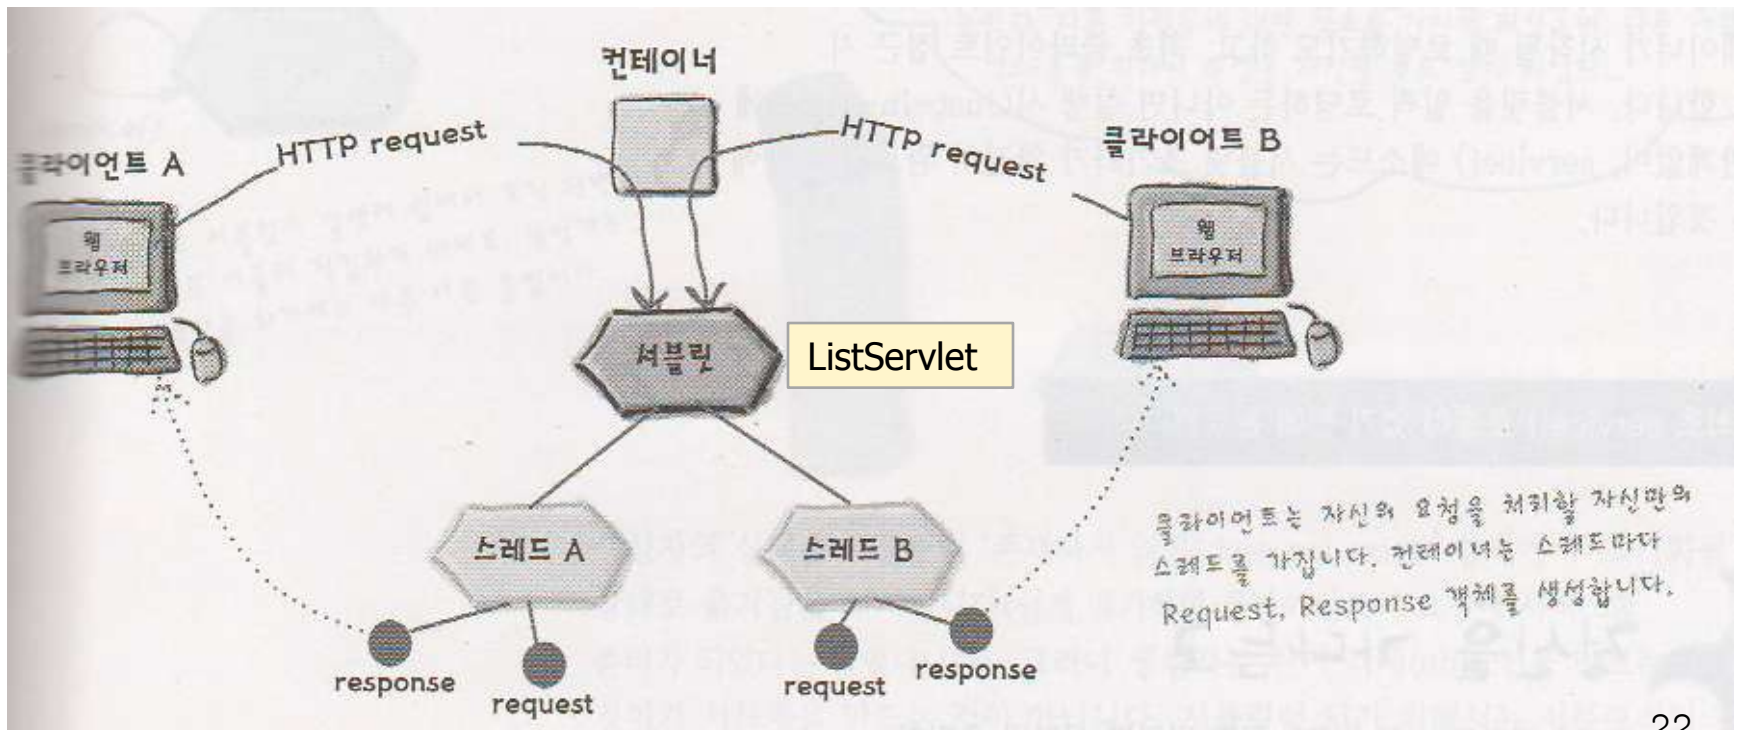 컨테이너
HTTP request
HTTP request
클라이언트 A
클라이어트 B
웹
브라우저
웹
브라우저
서블릿
ListServlet
스레드 A
스레드 B
클라이언트는 자신의 요청을 처리할 자신만의
스레드를 가집니다. 컨테이너는 스레드마다
Request, Response 객체를 생성합니다.
response
request
request
response
22